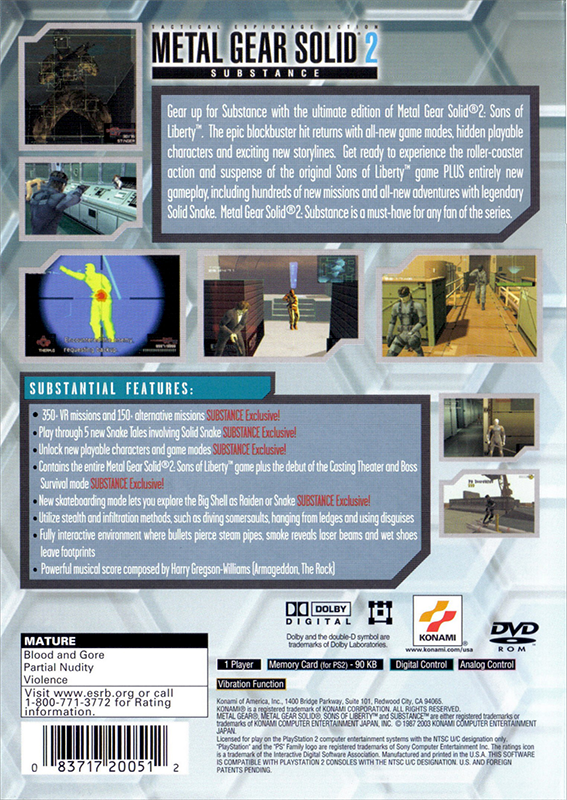 TACTICAL ESPIONAGE ACTION
METAL GEAR SOLID 2
SUBSTANCE
Gear up for Substance with the ultimate edition of Metal Gear Solid®2: Sons of
Liberty™. The epic blockbuster hit returns with all-new game modes, hidden playable
characters and exciting new storylines. Get ready to experience the roller-coaster
action and suspense of the original Sons of Liberty™ game PLUS entirely new
gameplay, including hundreds of new missions and all-new adventures with legendary
Solid Snake. Metal Gear Solid®2: Substance is a must-have for any fan of the series.
STINGER
THERM.G
requesting backup.
SUBSTANTIAL FEATURES:
• 350+ VR missions and 150+ alternative missions SUBSTANCE Exclusive!
• Play through 5 new Snake Tales involving Solid Snake SUBSTANCE Exclusive!
• Unlock new playable characters and game modes SUBSTANCE Exclusive!
• Contains the entire Metal Gear Solid®2: Sons of Liberty™ game plus the debut of the Casting Theater and Boss
Survival mode SUBSTANCE Exclusive!
• New skateboarding mode lets you explore the Big Shell as Raiden or Snake SUBSTANCE Exclusive!
• Utilize stealth and infiltration methods, such as diving somersaults, hanging from ledges and using disguises
• Fully interactive environment where bullets pierce steam pipes, smoke reveals laser beams and wet shoes
leave footprints
• Powerful musical score composed by Harry Gregson-Williams (Armageddon, The Rock)
DOLBY
DIGITAL
Dolby and the double-D symbol are
trademarks of Dolby Laboratories.
KONAMI
www.konami.com/usa
DVD
ROM
MATURE
Blood and Gore
Partial Nudity
Violence
Visit www.esrb.org or call
1-800-771-3772 for Rating
information.
1 Player
Memory Card (for PS2) - 90 KB
Digital Control
Analog Control
Vibration Function
Konami of America, Inc., 1400 Bridge Parkway, Suite 101, Redwood City, CA 94065.
KONAMI® is a registered trademark of KONAMI CORPORATION. ALL RIGHTS RESERVED.
METAL GEAR®, METAL GEAR SOLID®, SONS OF LIBERTY™ and SUBSTANCE™ are either registered trademarks or
trademarks of KONAMI COMPUTER ENTERTAINMENT JAPAN, INC. © 1987 2003 KONAMI COMPUTER ENTERTAINMENT
JAPAN.
Licensed for play on the PlayStation 2 computer entertainment systems with the NTSC U/C designation only.
"PlayStation" and the "PS" Family logo are registered trademarks of Sony Computer Entertainment Inc. The ratings icon
is a trademark of the Interactive Digital Software Association. Manufactured and printed in the U.S.A. THIS SOFTWARE
IS COMPATIBLE WITH PLAYSTATION 2 CONSOLES WITH THE NTSC U/C DESIGNATION. U.S. AND FOREIGN
PATENTS PENDING.
0 83717 20051 2